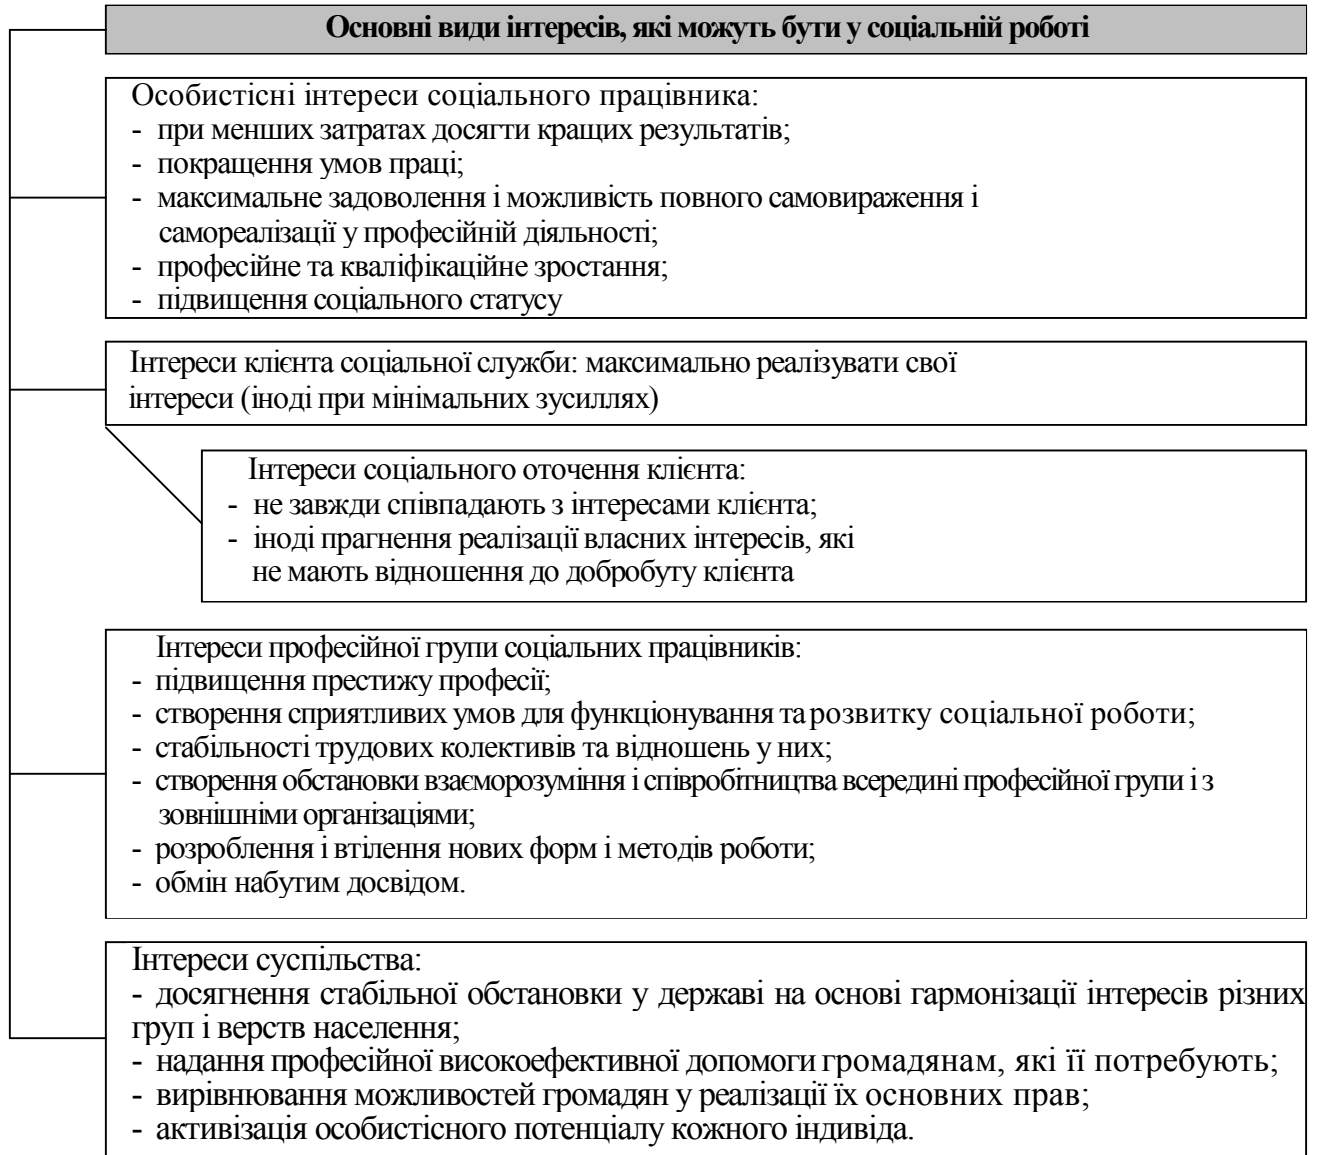 Основні види інтересів, які можуть бути у соціальній роботі
Особистісні інтереси соціального працівника:
- при менших затратах досягти кращих результатів;
- покращення умов праці;
- максимальне задоволення і можливість повного самовираження і
самореалізації у професійній діяльності;
- професійне та кваліфікаційне зростання;
- підвищення соціального статусу
Інтереси клієнта соціальної служби: максимально реалізувати свої
інтереси (іноді при мінімальних зусиллях)
Інтереси соціального оточення клієнта:
- не завжди співпадають з інтересами клієнта;
- іноді прагнення реалізації власних інтересів, які
не мають відношення до добробуту клієнта
Інтереси професійної групи соціальних працівників:
- підвищення престижу професії;
- створення сприятливих умов для функціонування та розвитку соціальної роботи;
- стабільності трудових колективів та відношень у них;
- створення обстановки взаєморозуміння і співробітництва всередині професійної групи і з
зовнішніми організаціями;
- розроблення і втілення нових форм і методів роботи;
- обмін набутим досвідом.
Інтереси суспільства:
- досягнення стабільної обстановки у державі на основі гармонізації інтересів різних
груп і верств населення;
- надання професійної високоефективної допомоги громадянам, які її потребують;
- вирівнювання можливостей громадян у реалізації їх основних прав;
- активізація особистісного потенціалу кожного індивіда.